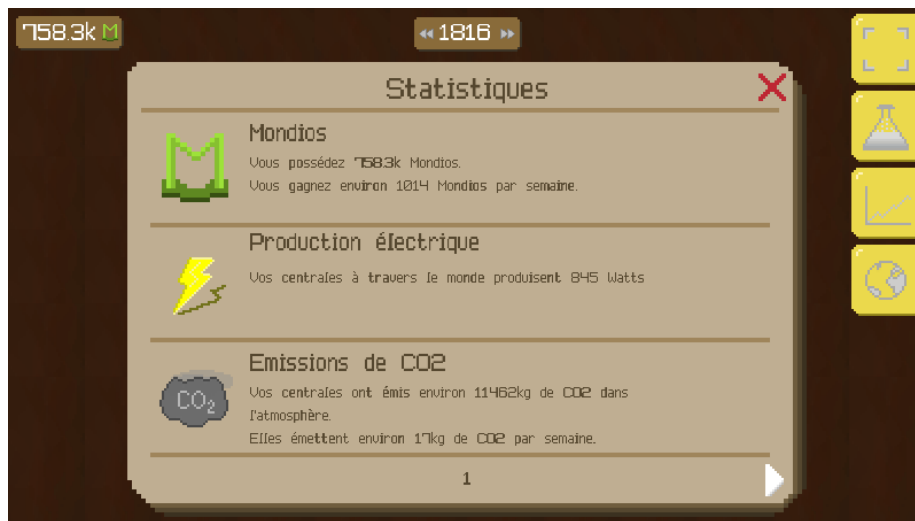 758.3k M
1816
Statistiques
Mondios
Vous possédez 758.3k Mondios.
Vous gagnez environ 1014 Mondios par semaine.
Production électrique
Vos centrales à travers le monde produisent 845 Watts
Emissions de CO2
CO₂
Vos centrales ont émis environ 11462kg de CO2 dans
l'atmosphère.
Elles émettent environ 17kg de CO2 par semaine.
1